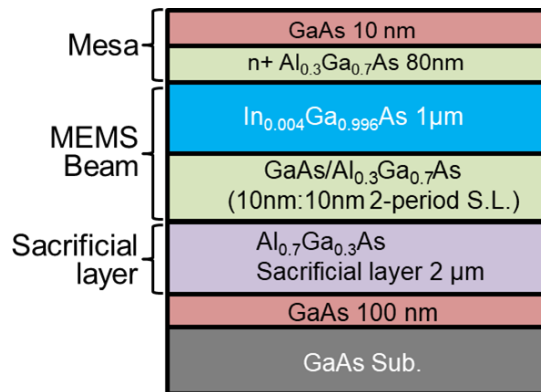 Mesa
GaAs 10 nm
n+ Al₀.₃Ga₀.₇As 80nm
MEMS
Beam
In₀.₀₀₄Ga₀.₉₉₆As 1µm
GaAs/Al₀.₃Ga₀.₇As
(10nm:10nm 2-period S.L.)
Sacrificial
layer
Al₀.₇Ga₀.₃As
Sacrificial layer 2 µm
GaAs 100 nm
GaAs Sub.